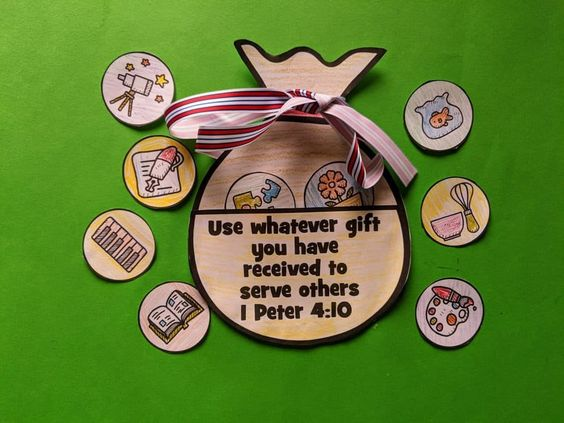 Use whatever gift
you have
received to
serve others
1 Peter 4:10